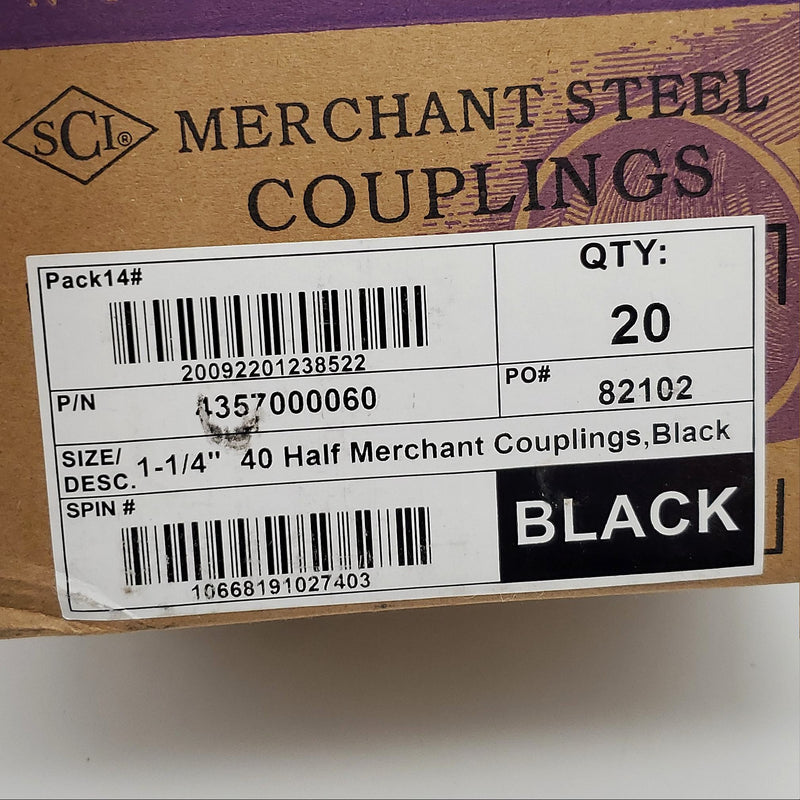 SCI® MERCHANT STEEL
COUPLINGS
Pack14#
20092201238522
QTY:
20
P/N 4357000060
PO# 82102
SIZE/
DESC. 1-1/4" 40 Half Merchant Couplings,Black
SPIN #
10668191027403
BLACK